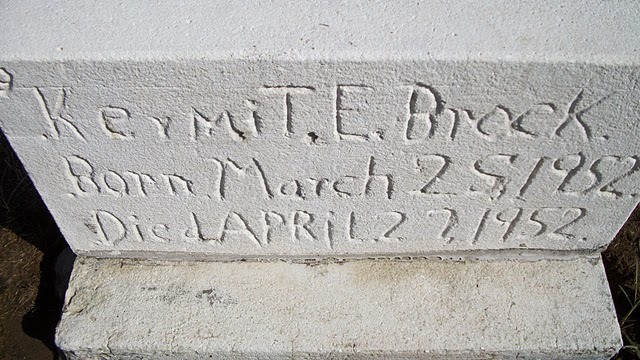 Kermit. E. Brock.
Born. March 25, 1952.
Died. APRIL. 27. 1952.